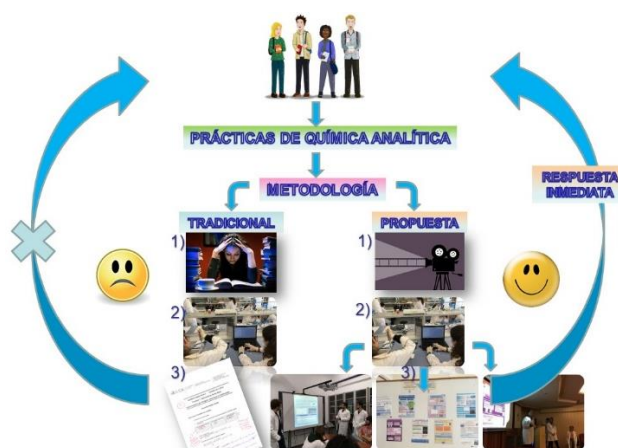 PRÁCTICAS DE QUÍMICA ANALÍTICA
METODOLOGÍA
RESPUESTA
INMEDIATA
TRADICIONAL
PROPUESTA
1)
1)
2)
2)
3)
3)